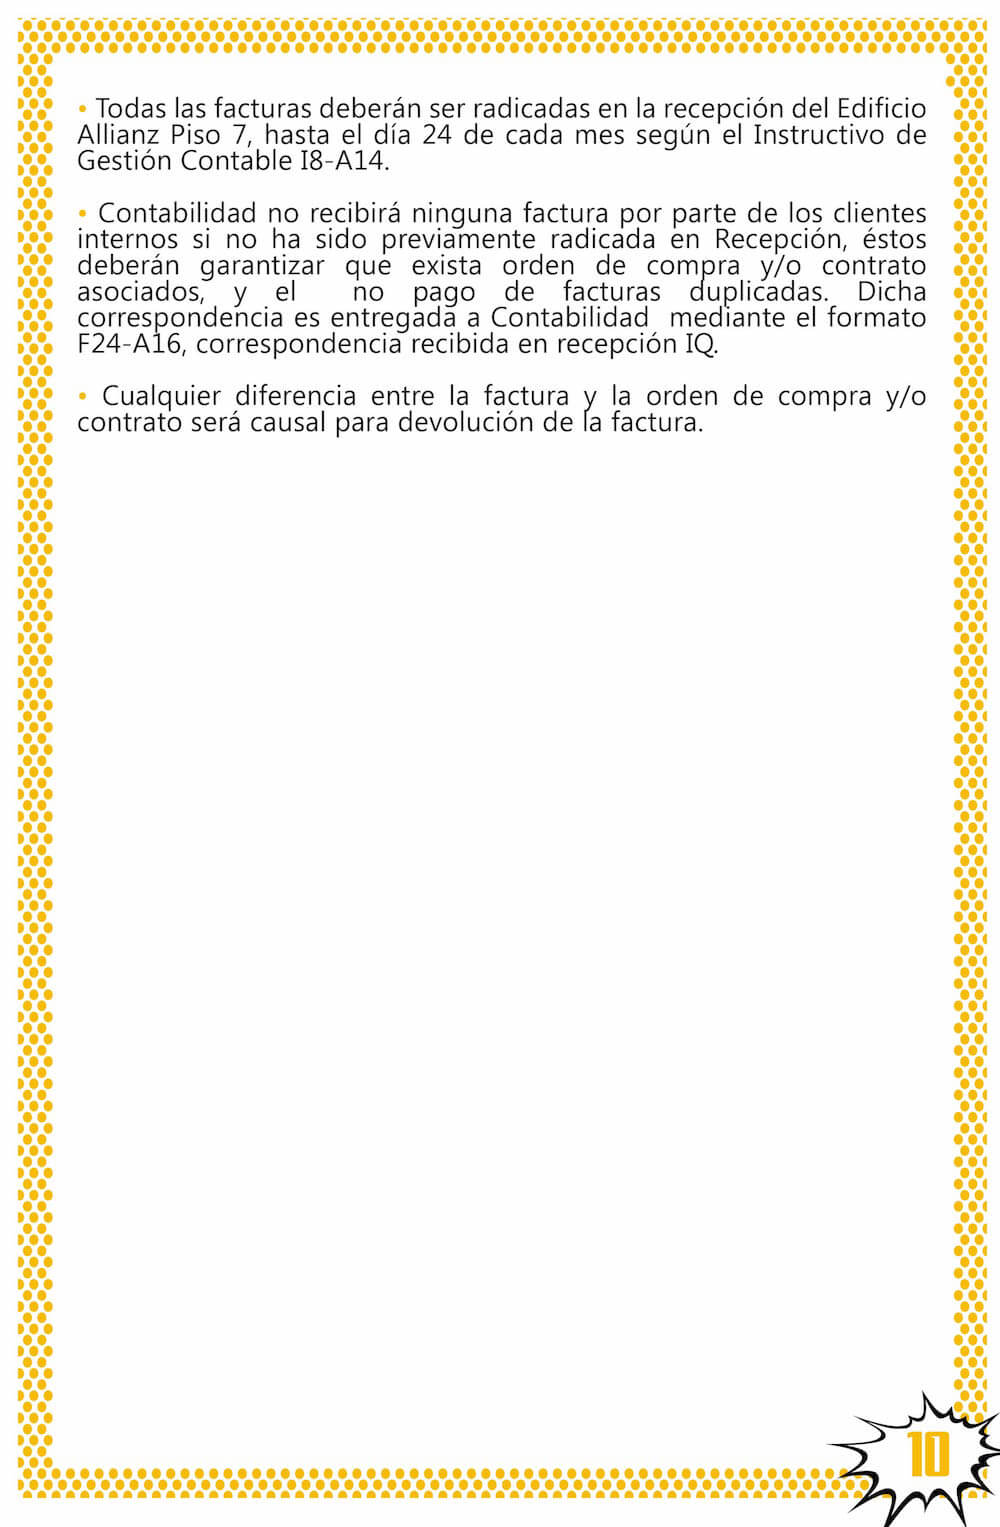 • Todas las facturas deberán ser radicadas en la recepción del Edificio
Allianz Piso 7, hasta el día 24 de cada mes según el Instructivo de
Gestión Contable I8-A14.
• Contabilidad no recibirá ninguna factura por parte de los clientes
internos si no ha sido previamente radicada en Recepción, éstos
deberán garantizar que exista orden de compra y/o contrato
asociados, y el no pago de facturas duplicadas. Dicha
correspondencia es entregada a Contabilidad mediante el formato
F24-A16, correspondencia recibida en recepción IQ.
• Cualquier diferencia entre la factura y la orden de compra y/o
contrato será causal para devolución de la factura.
10